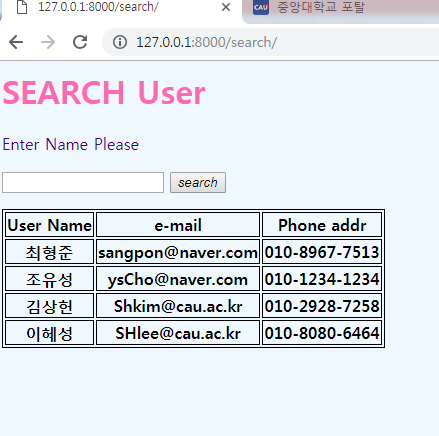 127.0.0.1:8000/search/
CAU 중앙대학교 포탈
127.0.0.1:8000/search/
SEARCH User
Enter Name Please
search
User Name e-mail Phone addr
최형준 sangpon@naver.com 010-8967-7513
조유성 ysCho@naver.com 010-1234-1234
김상헌 Shkim@cau.ac.kr 010-2928-7258
이혜성 SHlee@cau.ac.kr 010-8080-6464